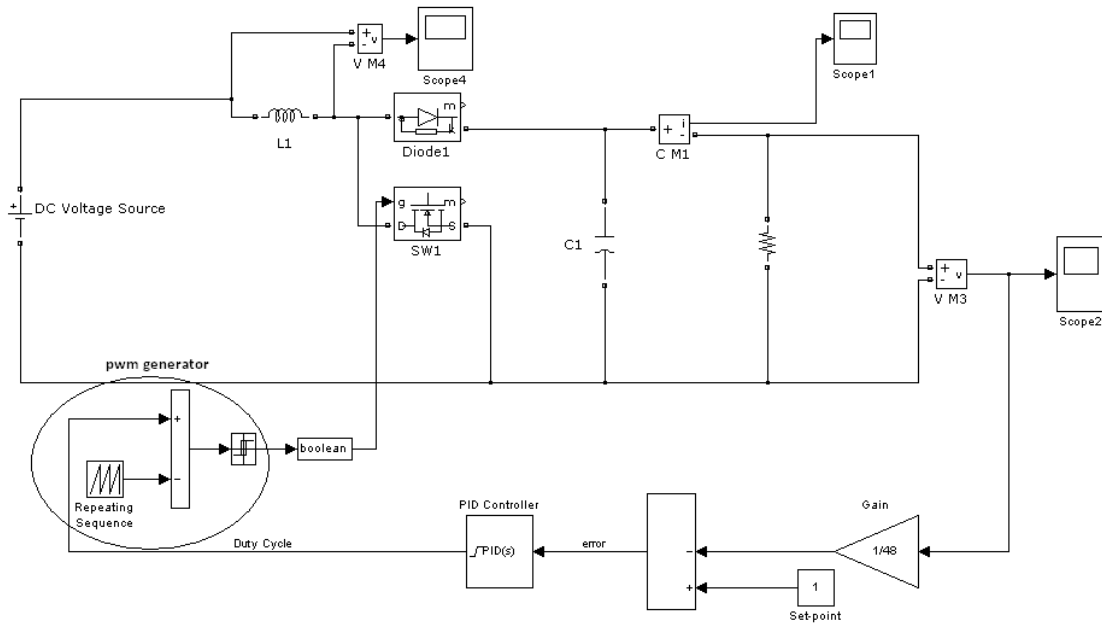 +
-
v
V M4
Scope4
Scope1
L1
m
k
Diode1
+
i
-
C M1
+
DC Voltage Source
g
m
D
S
SW1
C1
+
-
v
V M3
Scope2
pwm generator
+
-
Repeating
Sequence
boolean
PID Controller
PID(s)
Duty Cycle
error
-
+
Gain
1/48
1
Set-point